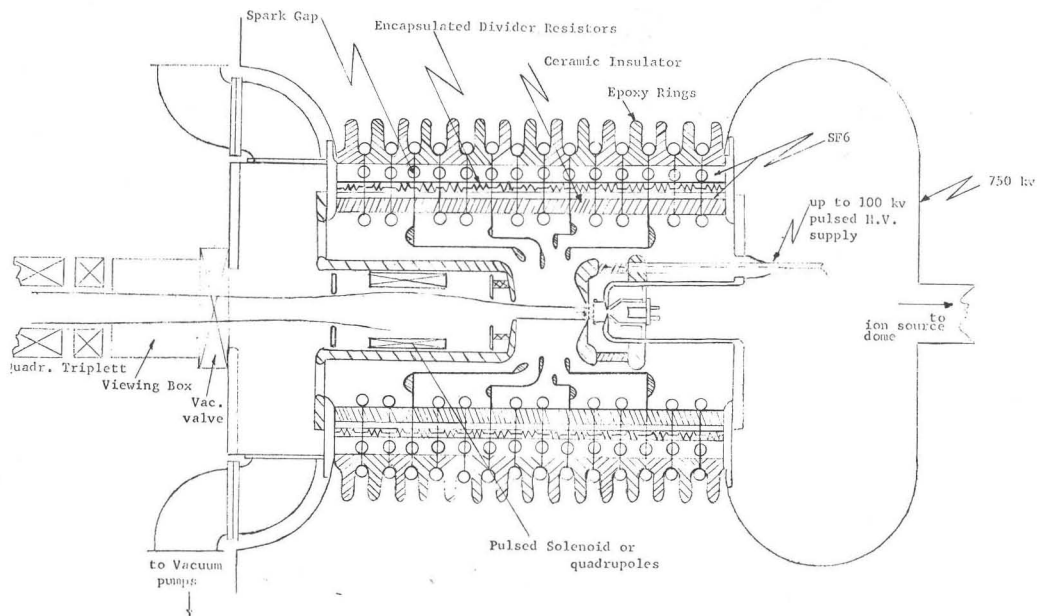 Spark Gap
Encapsulated Divider Resistors
Ceramic Insulator
Epoxy Rings
SF6
750 kv
up to 100 kv
pulsed H.V.
supply
to
ion source
dome
Quadr. Triplett
Viewing Box
Vac.
valve
Pulsed Solenoid or
quadrupoles
to Vacuum
pumps